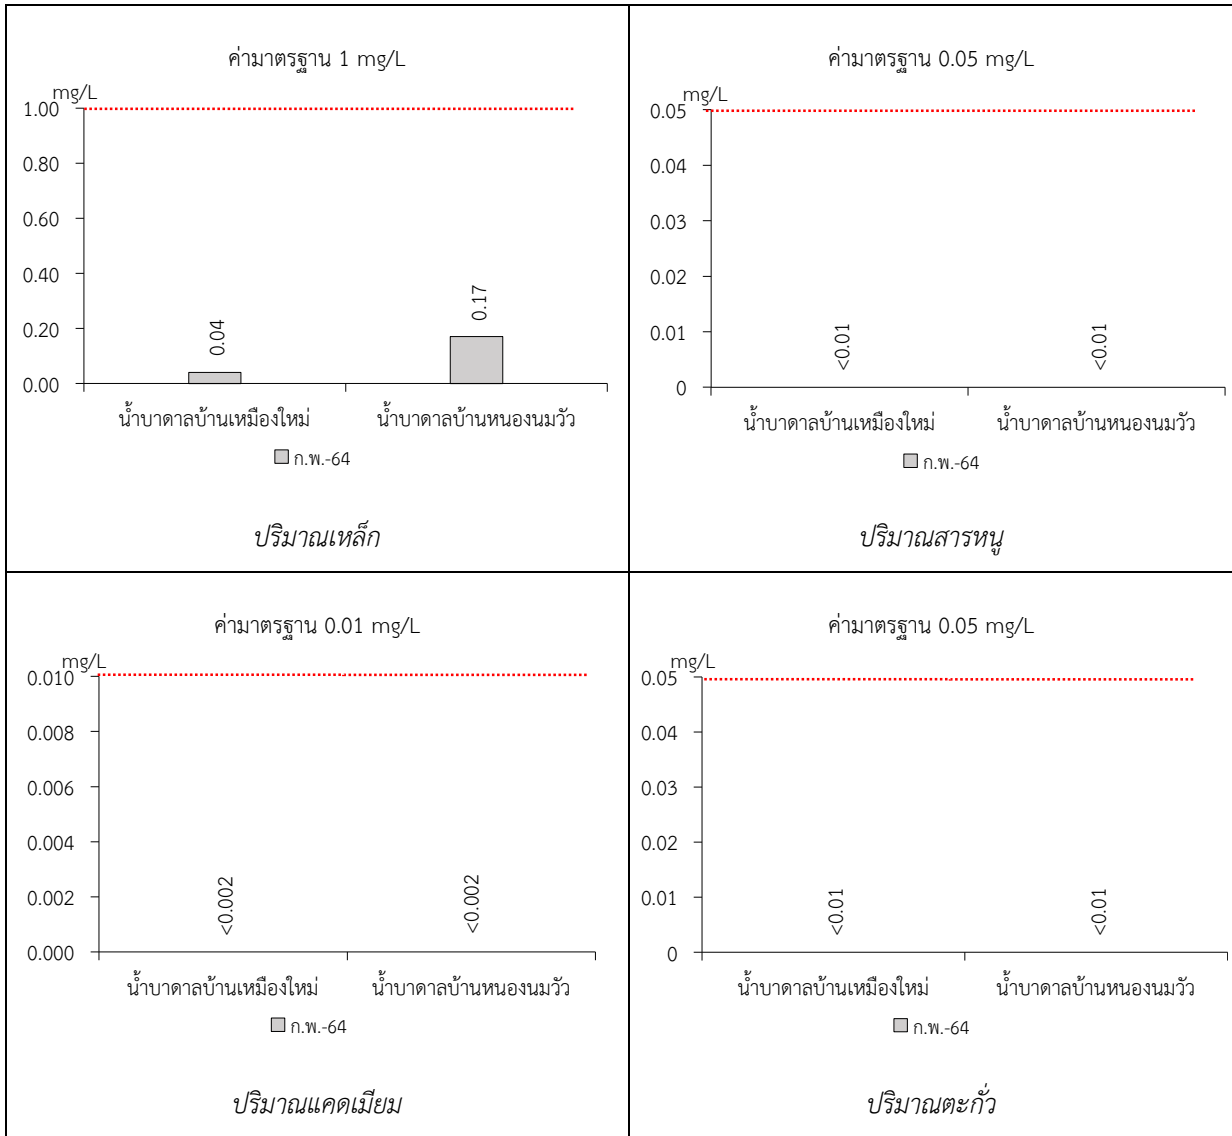 ค่ามาตรฐาน 1 mg/L
mg/L
1.00
0.80
0.60
0.40
0.20
0.00
0.04
0.17
น้ำบาดาลบ้านเหมืองใหม่ น้ำบาดาลบ้านหนองนมวัว
ก.พ.-64
ปริมาณเหล็ก
ค่ามาตรฐาน 0.05 mg/L
mg/L
0.05
0.04
0.03
0.02
0.01
0
<0.01
<0.01
น้ำบาดาลบ้านเหมืองใหม่ น้ำบาดาลบ้านหนองนมวัว
ก.พ.-64
ปริมาณสารหนู
ค่ามาตรฐาน 0.01 mg/L
mg/L
0.010
0.008
0.006
0.004
0.002
0.000
<0.002
<0.002
น้ำบาดาลบ้านเหมืองใหม่ น้ำบาดาลบ้านหนองนมวัว
ก.พ.-64
ปริมาณแคดเมียม
ค่ามาตรฐาน 0.05 mg/L
mg/L
0.05
0.04
0.03
0.02
0.01
0
<0.01
<0.01
น้ำบาดาลบ้านเหมืองใหม่ น้ำบาดาลบ้านหนองนมวัว
ก.พ.-64
ปริมาณตะกั่ว